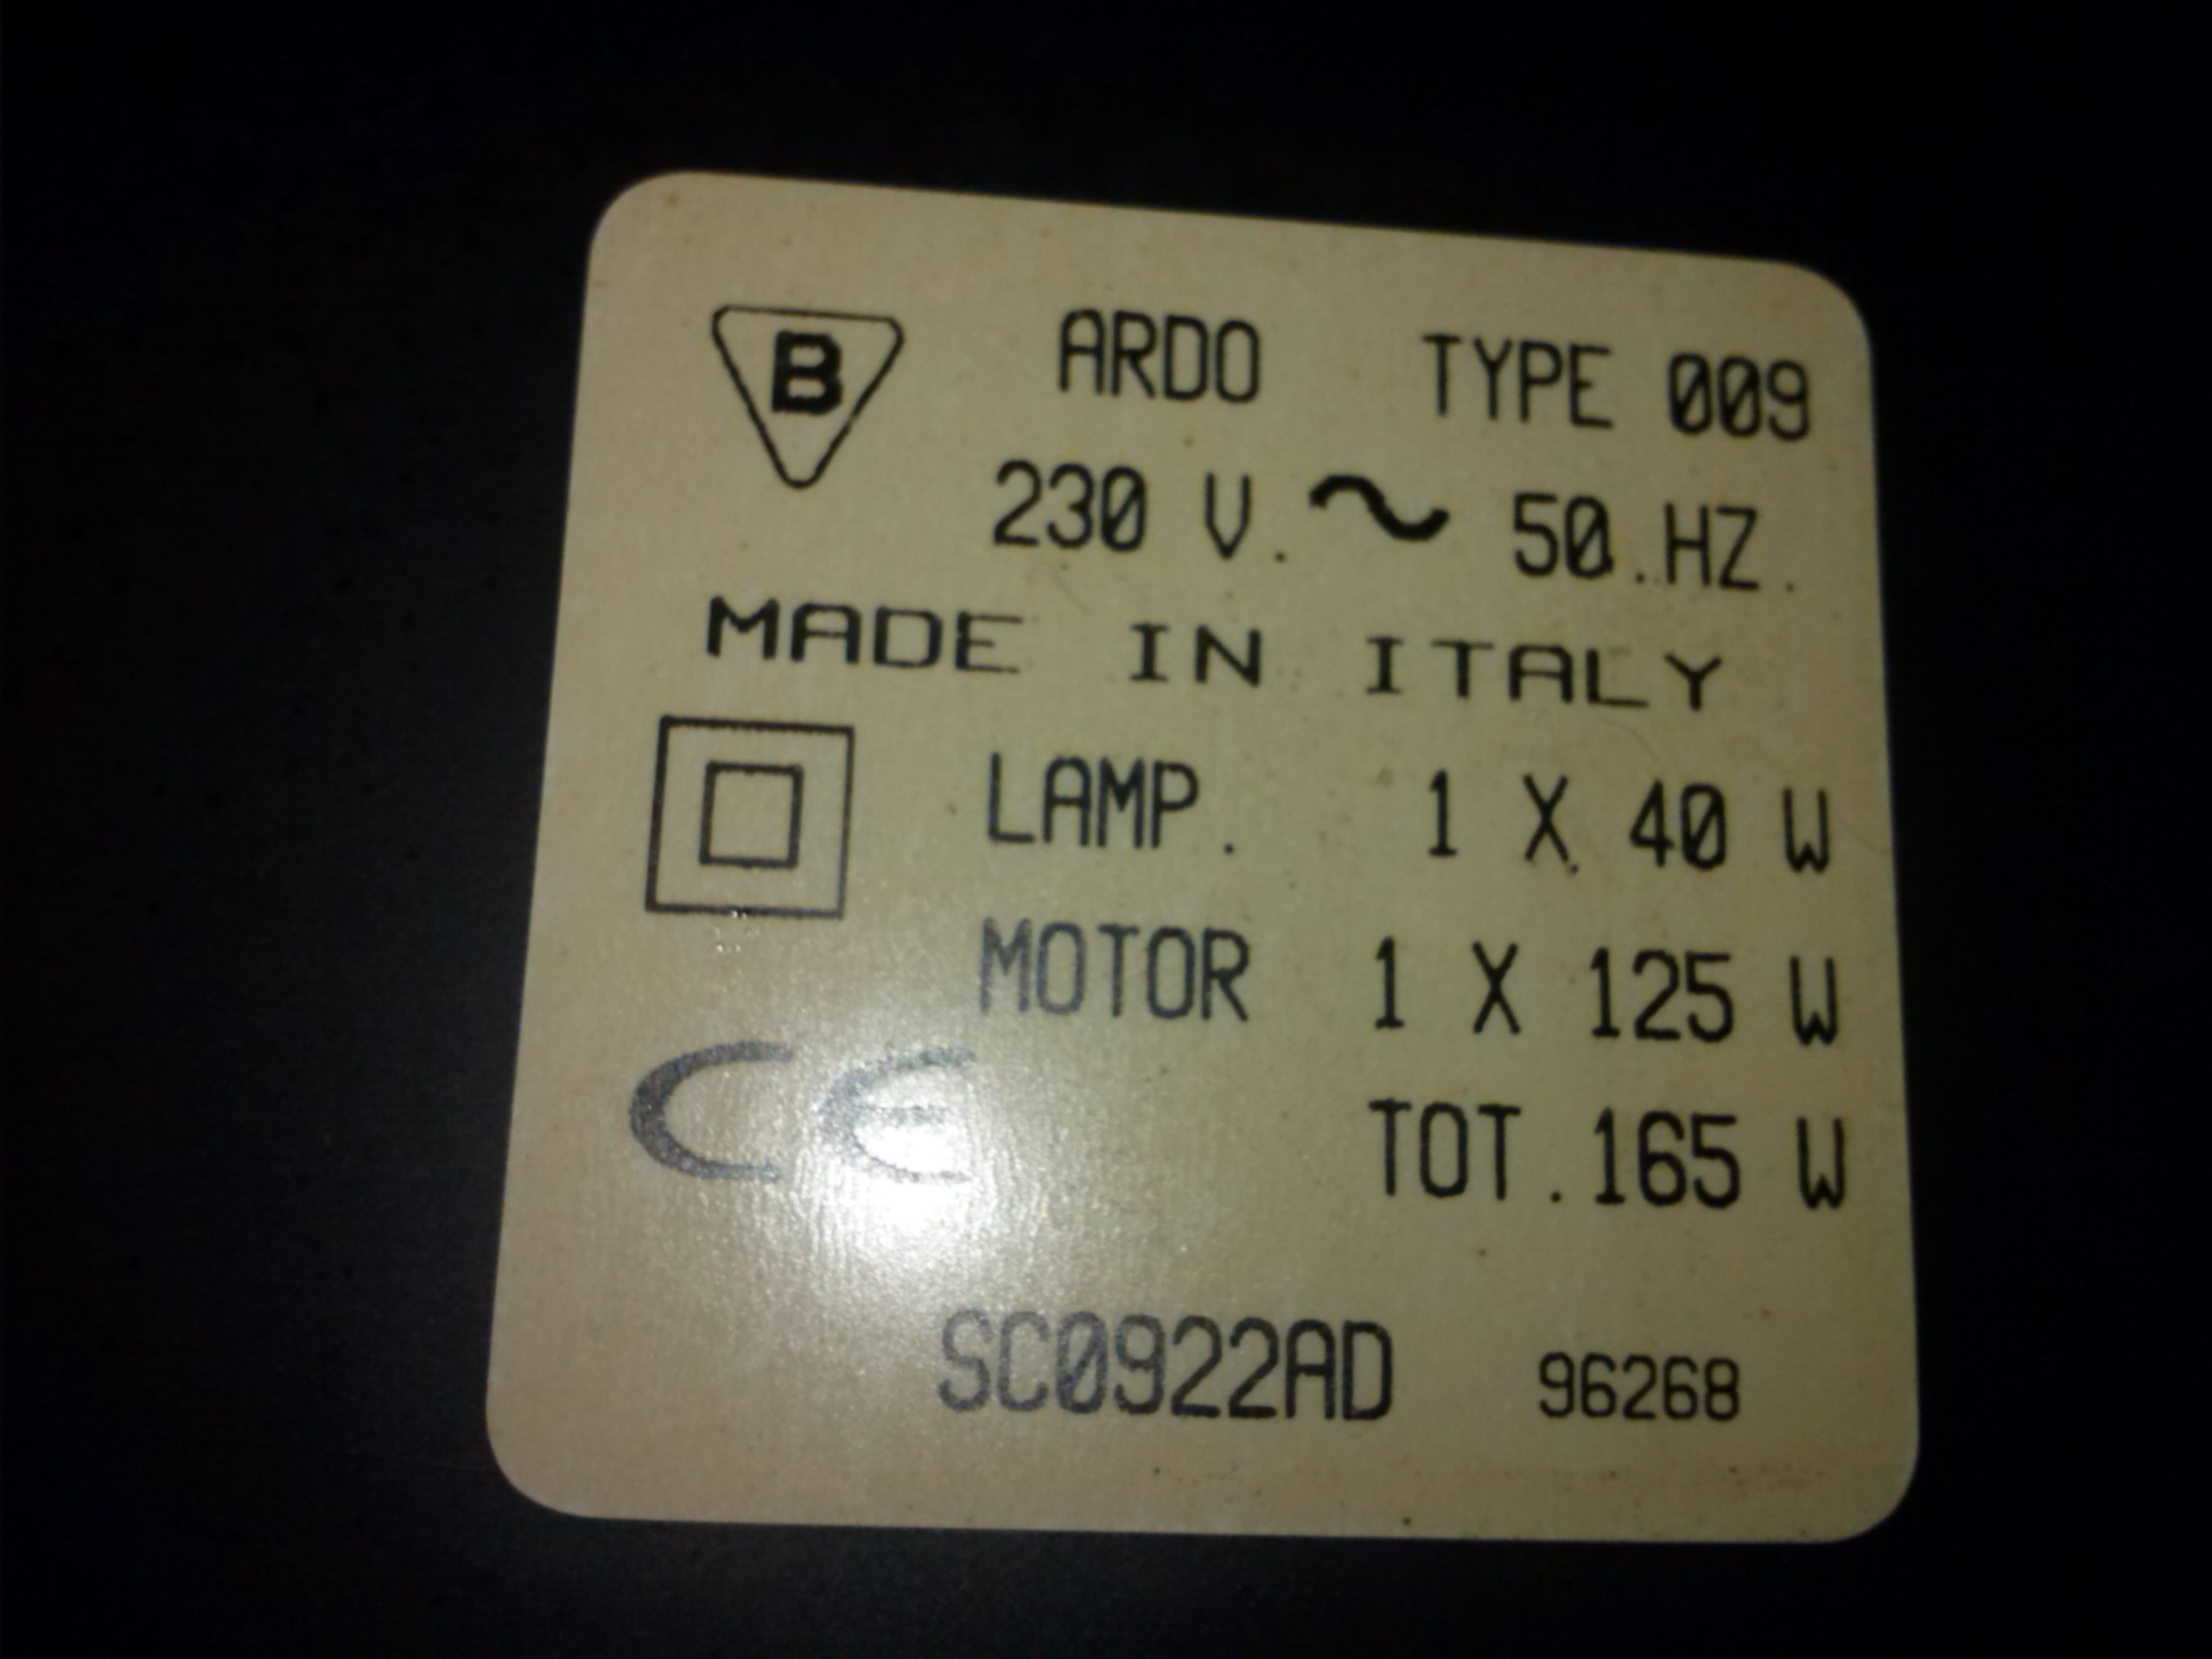 B ARDO TYPE 009
230 V. ~ 50.HZ.
MADE IN ITALY
LAMP. 1 X 40 W
MOTOR 1 X 125 W
CE
TOT.165 W
SC0922AD 96268